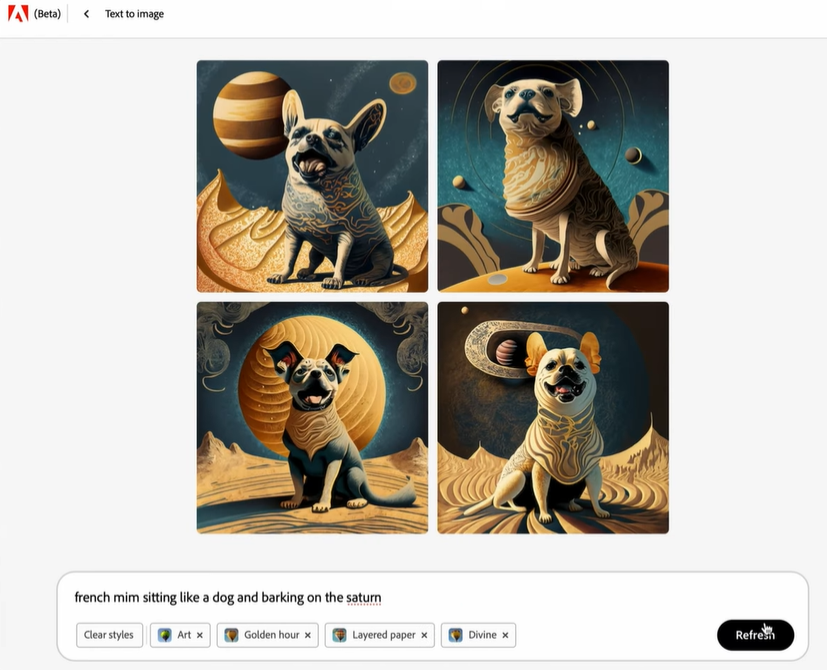 (Beta) Text to image
french mim sitting like a dog and barking on the saturn
Clear styles Art × Golden hour × Layered paper × Divine × Refresh